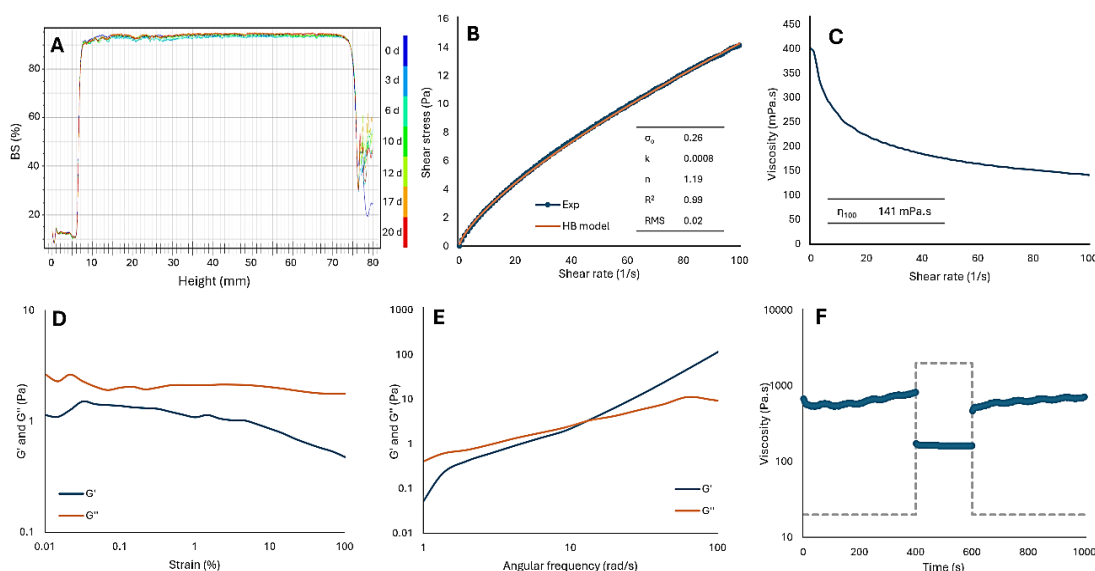 A
BS (%)
80
60
40
20
0
10
20
30
40
50
60
70
80
Height (mm)
0 d
3 d
6 d
10 d
12 d
17 d
20 d
B
Shear stress (Pa)
16
14
12
10
8
6
4
2
0
0
20
40
60
80
100
Shear rate (1/s)
σ₀ 0.26
k 0.0008
n 1.19
R² 0.99
RMS 0.02
Exp
HB model
C
Viscosity (mPa.s)
450
400
350
300
250
200
150
100
50
0
0
20
40
60
80
100
Shear rate (1/s)
η₁₀₀ 141 mPa.s
D
G' and G'' (Pa)
10
1
0.1
0.01
0.1
1
10
100
Strain (%)
G'
G''
E
G' and G'' (Pa)
1000
100
10
1
0.1
0.01
1
10
100
Angular frequency (rad/s)
G'
G''
F
Viscosity (Pa.s)
10000
1000
100
10
0
200
400
600
800
1000
Time (s)